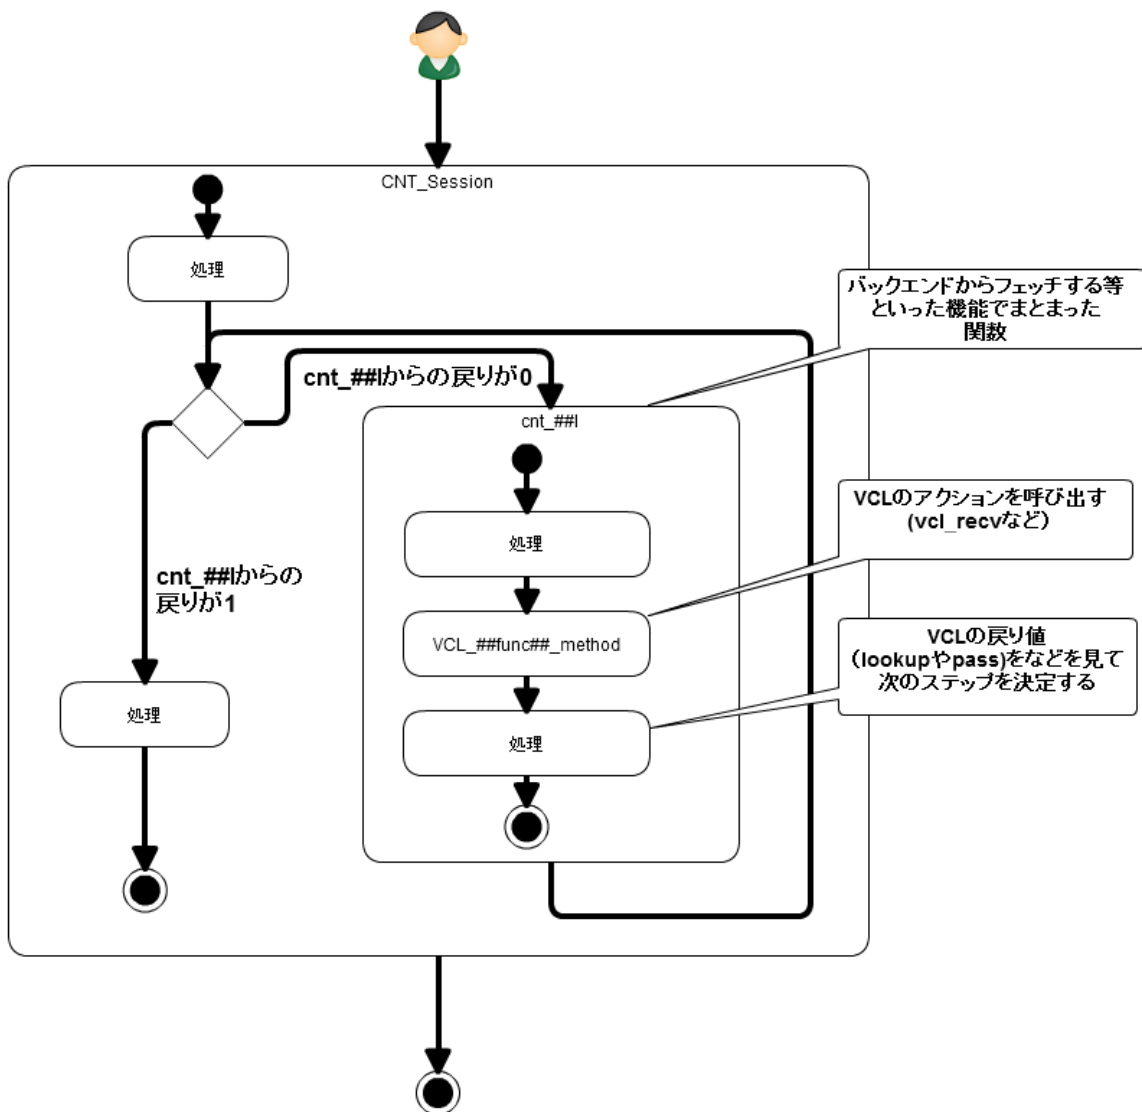 CNT_Session
処理
バックエンドからフェッチする等
といった機能でまとまった
関数
cnt_##lからの戻りが0
cnt_##l
処理
VCLのアクションを呼び出す
(vcl_recvなど）
cnt_##lからの
戻りが1
VCL_##func##_method
VCLの戻り値
（lookupやpass)をなどを見て
次のステップを決定する
処理
処理